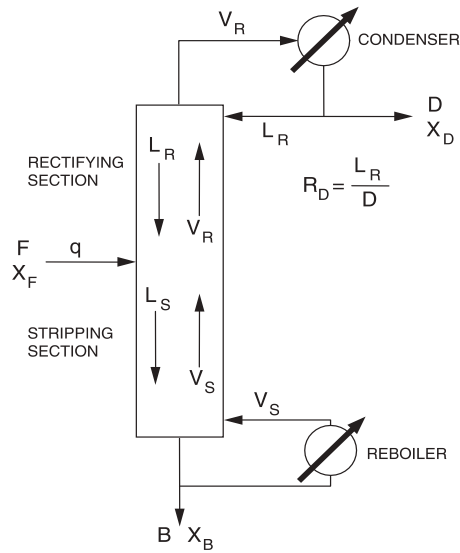 V_R
CONDENSER
D
X_D
L_R
R_D = L_R / D
RECTIFYING
SECTION
L_R
V_R
F
X_F
q
L_S
V_S
STRIPPING
SECTION
V_S
REBOILER
B X_B